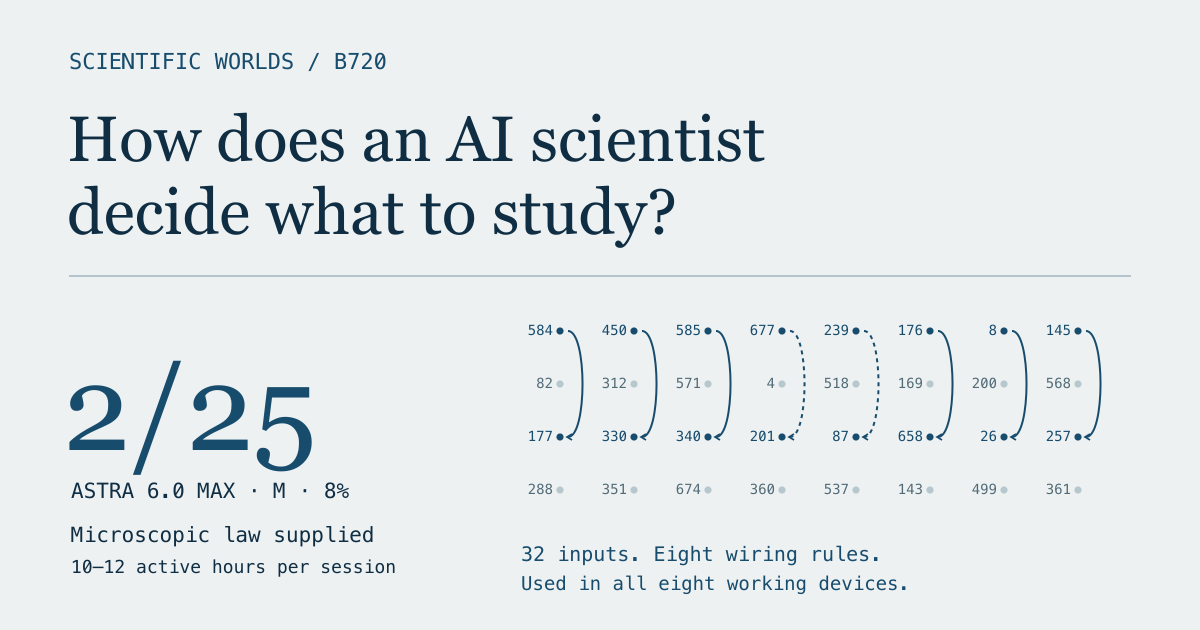 SCIENTIFIC WORLDS / B720
How does an AI scientist
decide what to study?
2/25
ASTRA 6.0 MAX · M · 8%
Microscopic law supplied
10–12 active hours per session
584 450 585 677 239 176 8 145
82 312 571 4 518 169 200 568
177 330 340 201 87 658 26 257
288 351 674 360 537 143 499 361
32 inputs. Eight wiring rules.
Used in all eight working devices.